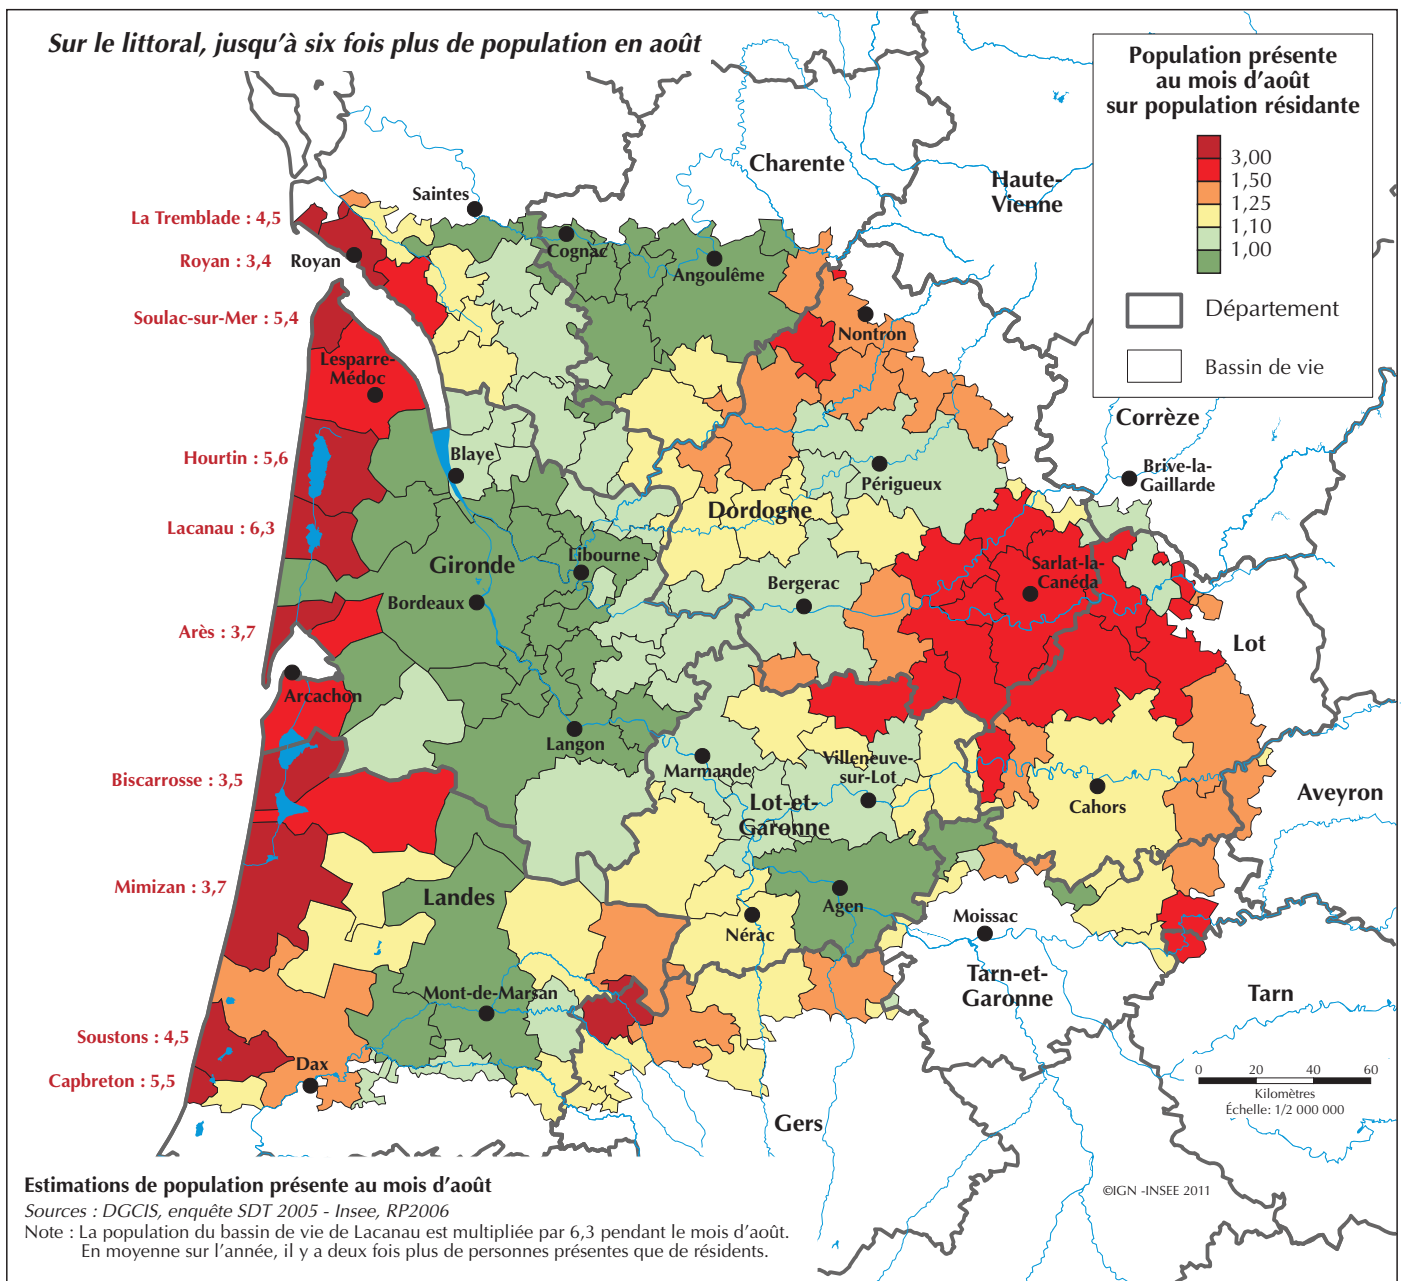 Sur le littoral, jusqu'à six fois plus de population en août
Population présente
au mois d'août
sur population résidante
3,00
1,50
1,25
1,10
1,00
Département
Bassin de vie
Charente
Haute-
Vienne
Saintes
La Tremblade : 4,5
Cognac
Royan : 3,4
Royan
Angoulême
Soulac-sur-Mer : 5,4
Nontron
Lesparre-
Médoc
Corrèze
Hourtin : 5,6
Blaye
Périgueux
Brive-la-
Gaillarde
Dordogne
Lacanau : 6,3
Gironde
Libourne
Sarlat-la-
Canéda
Bergerac
Bordeaux
Arès : 3,7
Lot
Arcachon
Langon
Biscarrosse : 3,5
Marmande
Villeneuve-
sur-Lot
Lot-et-
Garonne
Cahors
Aveyron
Mimizan : 3,7
Landes
Agen
Nérac
Moissac
Tarn-et-
Garonne
Tarn
Mont-de-Marsan
Soustons : 4,5
Dax
Capbreton : 5,5
0 20 40 60
Kilomètres
Échelle: 1/2 000 000
Gers
©IGN -INSEE 2011
Estimations de population présente au mois d'août
Sources : DGCIS, enquête SDT 2005 - Insee, RP2006
Note : La population du bassin de vie de Lacanau est multipliée par 6,3 pendant le mois d'août.
En moyenne sur l'année, il y a deux fois plus de personnes présentes que de résidents.